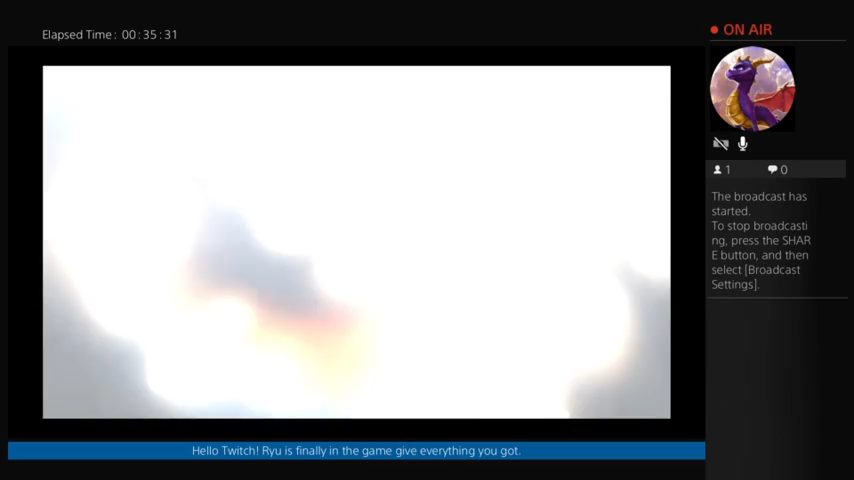 Elapsed Time: 00:35:31
ON AIR
1 0
The broadcast has
started.
To stop broadcasti
ng, press the SHAR
E button, and then
select [Broadcast
Settings].
Hello Twitch! Ryu is finally in the game give everything you got.